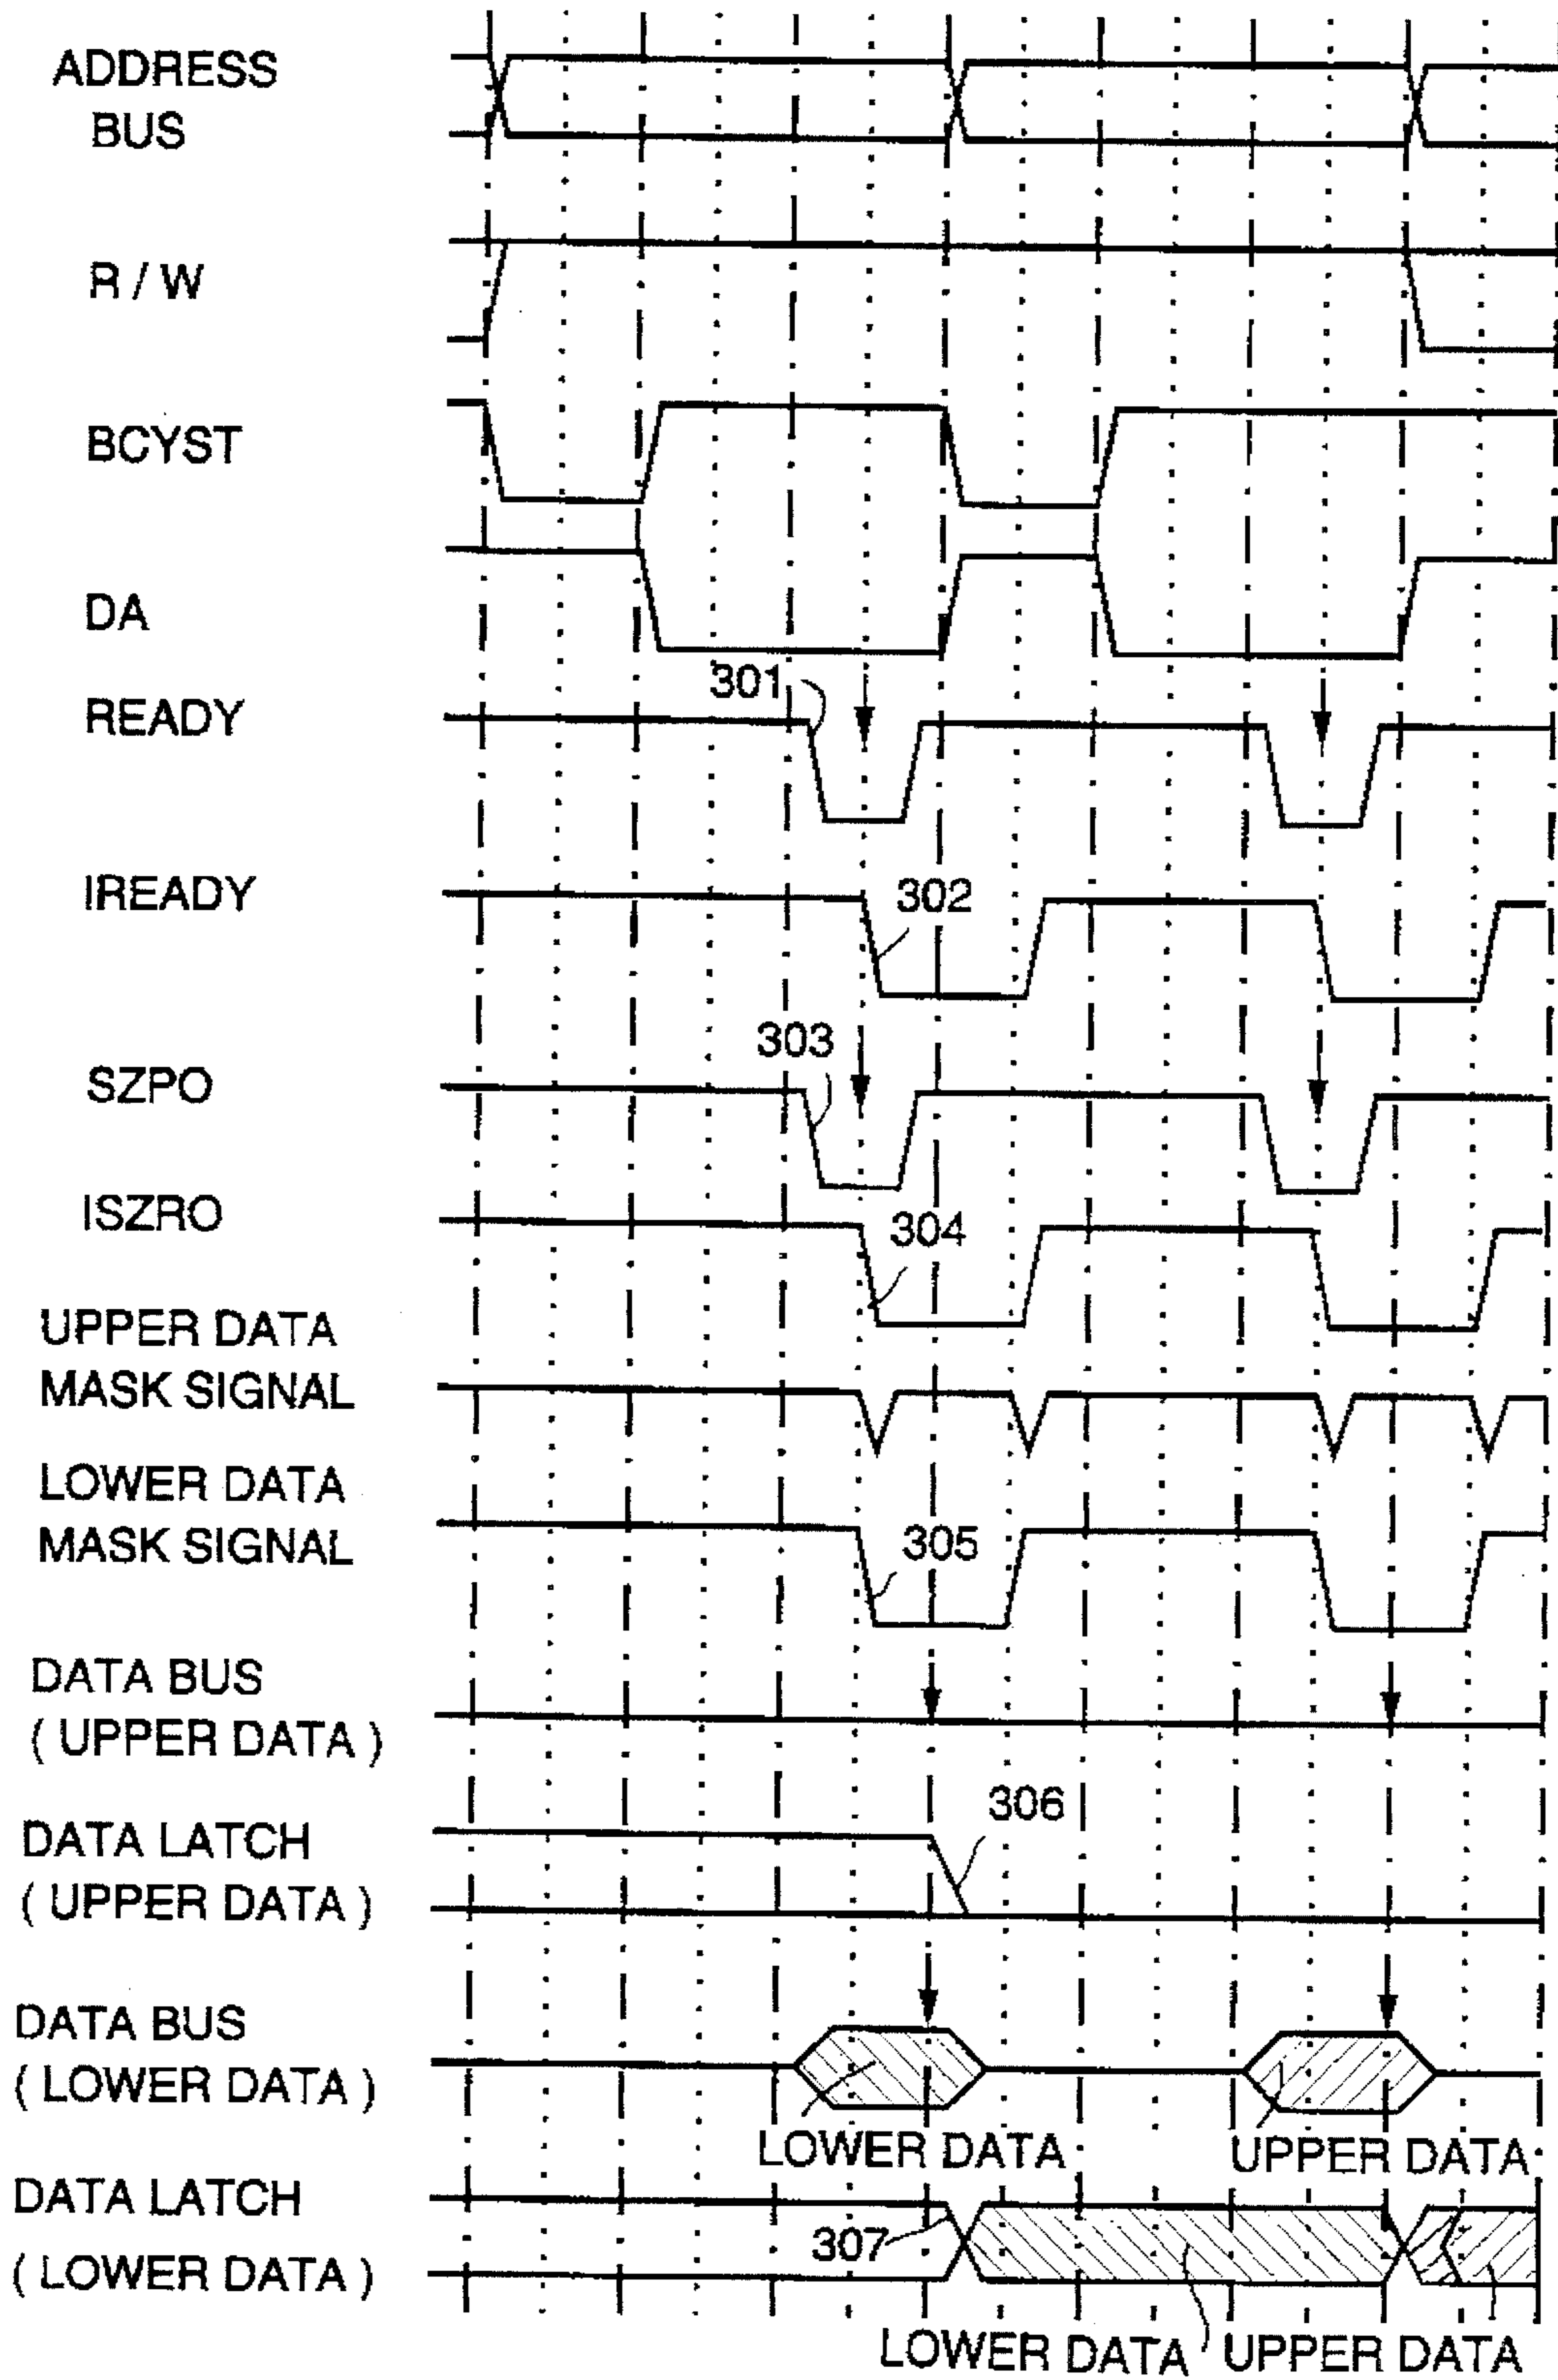 ADDRESS
BUS
R / W
BCYST
DA
301
READY
IREADY
302
303
SZPO
ISZRO
304
UPPER DATA
MASK SIGNAL
LOWER DATA
MASK SIGNAL
305
DATA BUS
( UPPER DATA )
306
DATA LATCH
( UPPER DATA )
DATA BUS
( LOWER DATA )
LOWER DATA
UPPER DATA
DATA LATCH
307
( LOWER DATA )
LOWER DATA
UPPER DATA